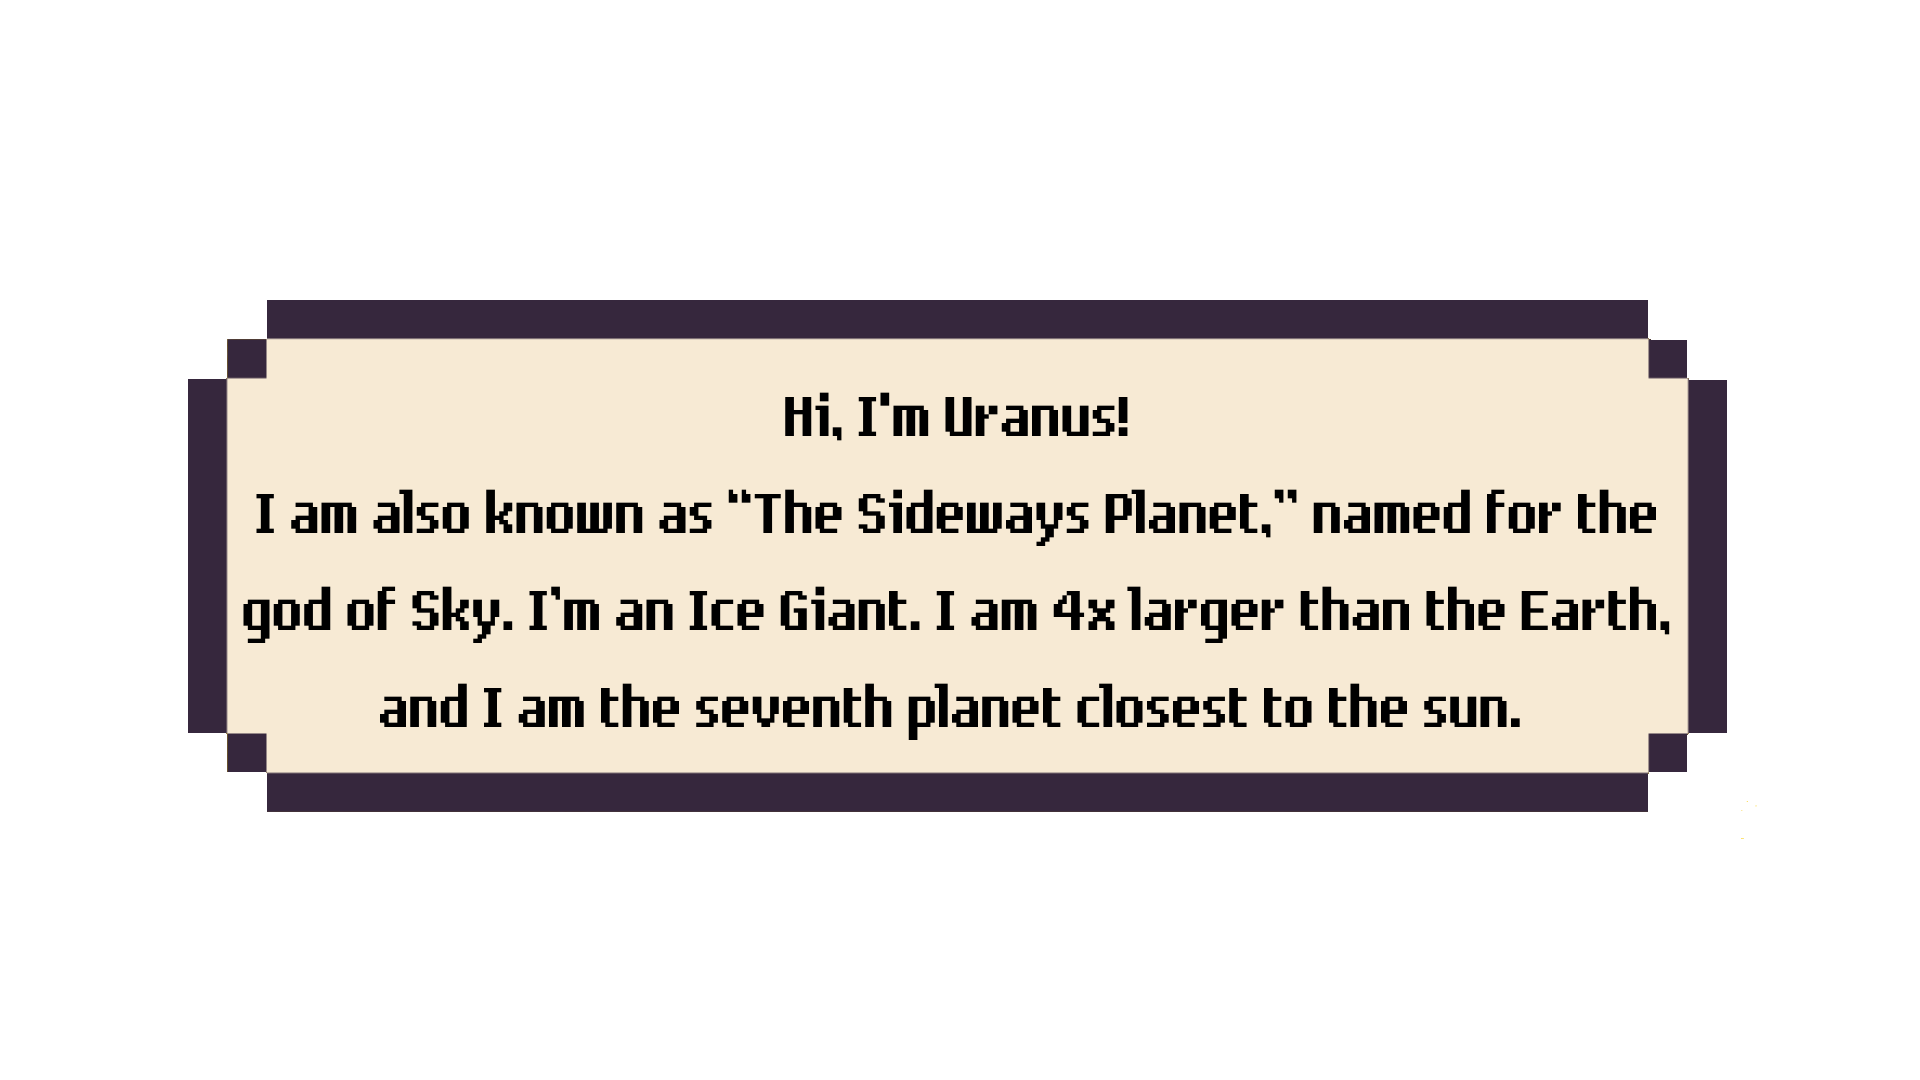 Hi, I'm Uranus!
I am also known as “The Sideways Planet,” named for the
god of Sky. I'm an Ice Giant. I am 4x larger than the Earth,
and I am the seventh planet closest to the sun.